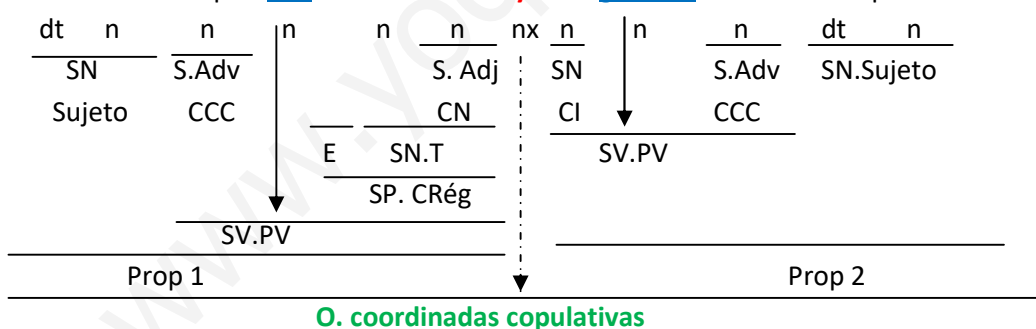 dt n n n n n nx n n n dt n
SN S.Adv S. Adj SN S.Adv SN.Sujeto
Sujeto CCC CN CI CCC
E SN.T SV.PV
SP. CRég
SV.PV
Prop 1 Prop 2
O. coordinadas copulativas